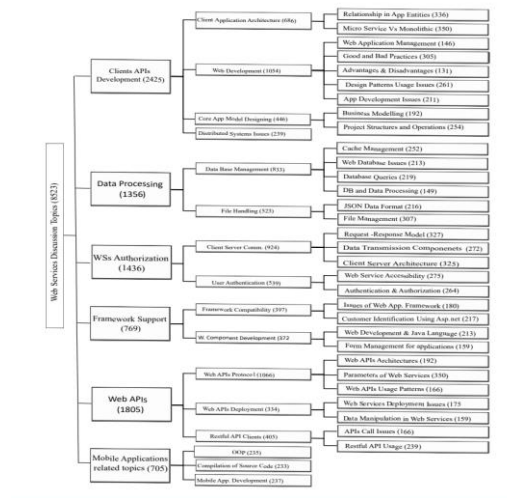 Web Services Discussion Topics (8523)
Clients APIs
Development (2425)
Client Application Architecture (686)
Relationship in App Entities (336)
Micro Service Vs Monolithic (350)
Web Development (1054)
Web Application Management (146)
Good and Bad Practices (305)
Advantages & Disadvantages (131)
Design Patterns Usage Issues (261)
App Development Issues (211)
Core App Model Designing (446)
Business Modelling (192)
Project Structures and Operations (254)
Distributed Systems Issues (239)
Data Processing
(1356)
Data Base Management (833)
Cache Management (252)
Web Database Issues (213)
Database Queries (219)
DB and Data Processing (149)
File Handling (523)
JSON Data Format (216)
File Management (307)
WSs Authorization
(1436)
Client Server Comm. (924)
Request -Response Model (327)
Data Transmission Componenets (272)
Client Server Architecture (325)
User Authentication (539)
Web Service Accessability (275)
Authentication & Authorization (264)
Framework Support
(769)
Framework Compatibility (397)
Issues of Web App. Framework (180)
Customer Identification Using Asp.net (217)
W. Component Development (372
Web Development & Java Language (213)
Form Management for applications (159)
Web APIs
(1805)
Web APIs Protocol (1066)
Web APIs Architectures (192)
Parameters of Web Services (350)
Web APIs Usage Patterns (166)
Web APIs Deployment (334)
Web Services Deployment Issues (175
Data Manipulation in Web Services (159)
Restful API Clients (405)
APIs Call Issues (166)
Restful API Usage (239)
Mobile Applications
related topics (705)
OOP (235)
Compilation of Source Code (233)
Mobile App. Development (237)